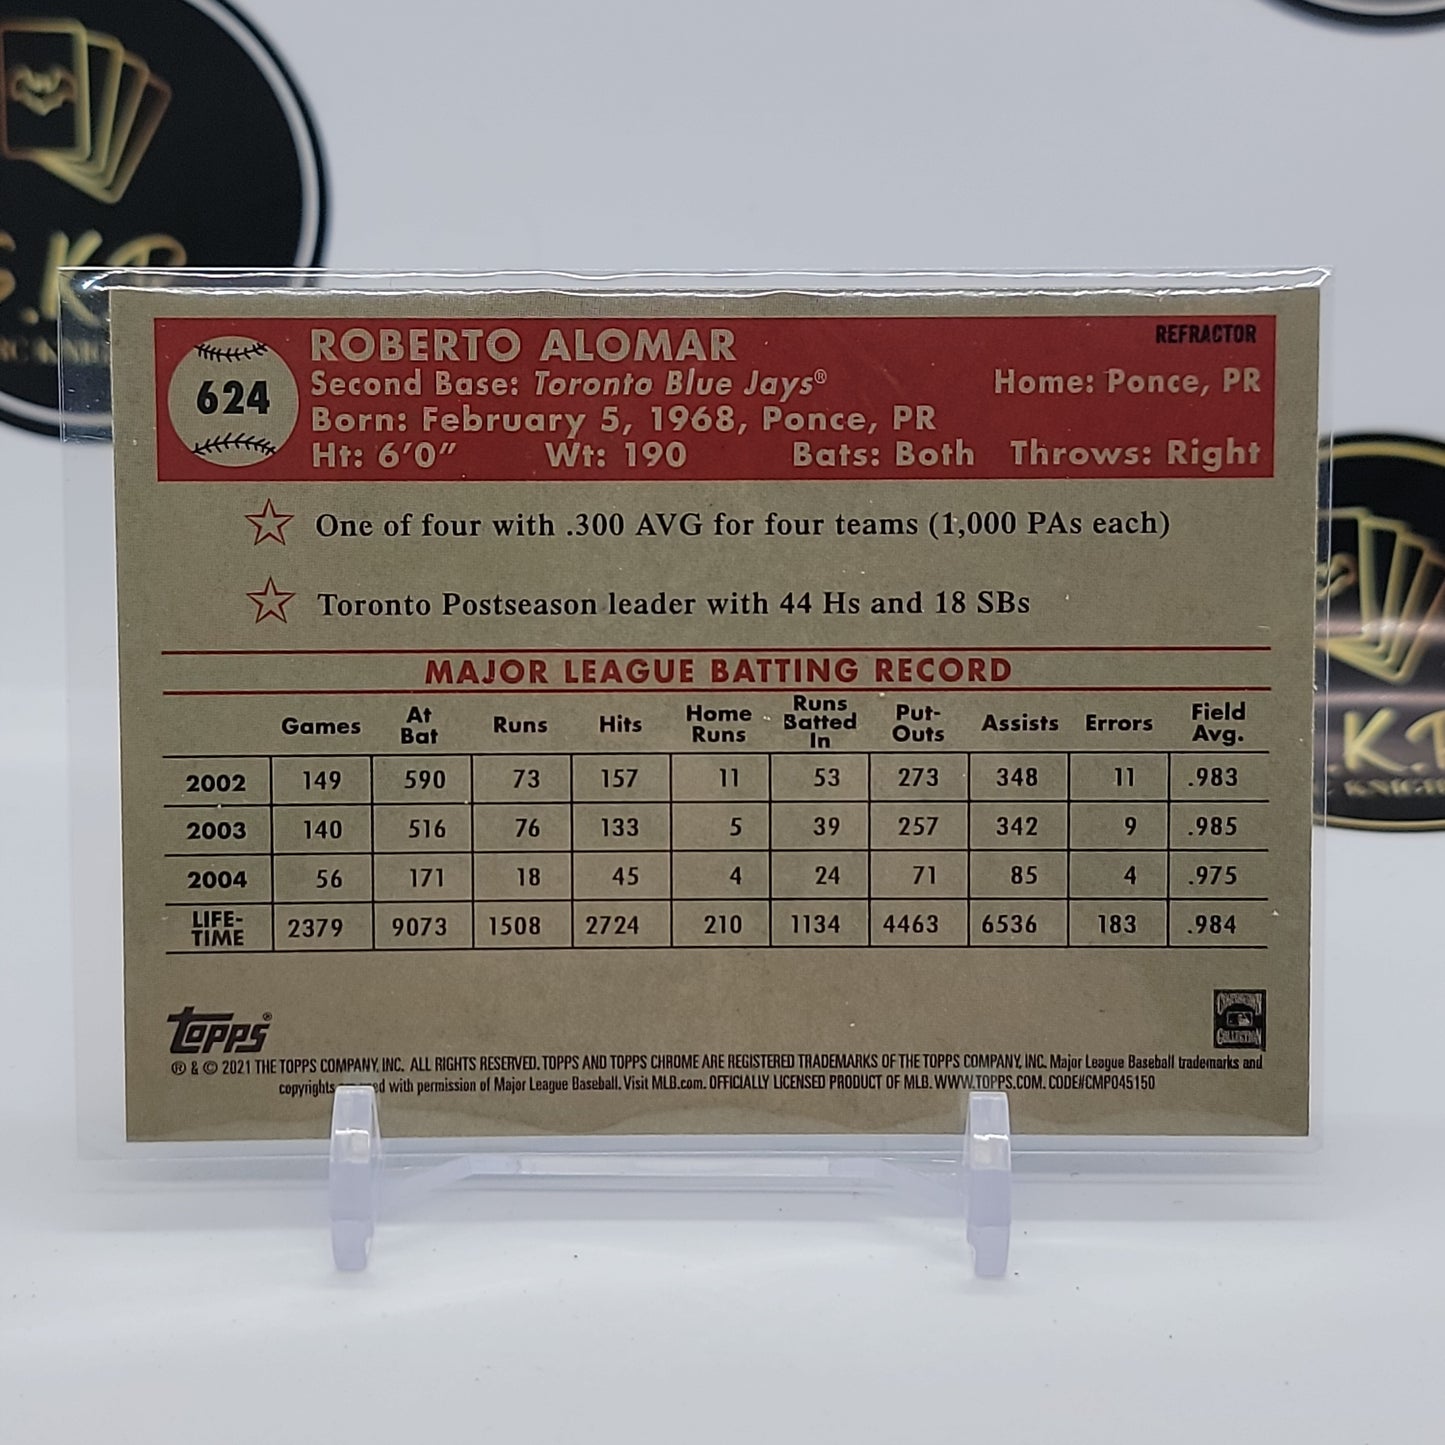 REFRACTOR
624
ROBERTO ALOMAR
Second Base: Toronto Blue Jays® Home: Ponce, PR
Born: February 5, 1968, Ponce, PR
Ht: 6'0" Wt: 190 Bats: Both Throws: Right
One of four with .300 AVG for four teams (1,000 PAs each)
Toronto Postseason leader with 44 Hs and 18 SBs
MAJOR LEAGUE BATTING RECORD
Games At Bat Runs Hits Home Runs Runs Batted In Put-Outs Assists Errors Field Avg.
2002 149 590 73 157 11 53 273 348 11 .983
2003 140 516 76 133 5 39 257 342 9 .985
2004 56 171 18 45 4 24 71 85 4 .975
LIFE-TIME 2379 9073 1508 2724 210 1134 4463 6536 183 .984
topps®
COOPERSTOWN COLLECTION
® & © 2021 THE TOPPS COMPANY, INC. ALL RIGHTS RESERVED. TOPPS AND TOPPS CHROME ARE REGISTERED TRADEMARKS OF THE TOPPS COMPANY, INC. Major League Baseball trademarks and
copyrights with permission of Major League Baseball. Visit MLB.com. OFFICIALLY LICENSED PRODUCT OF MLB. WWW.TOPPS.COM. CODE#CMP045150